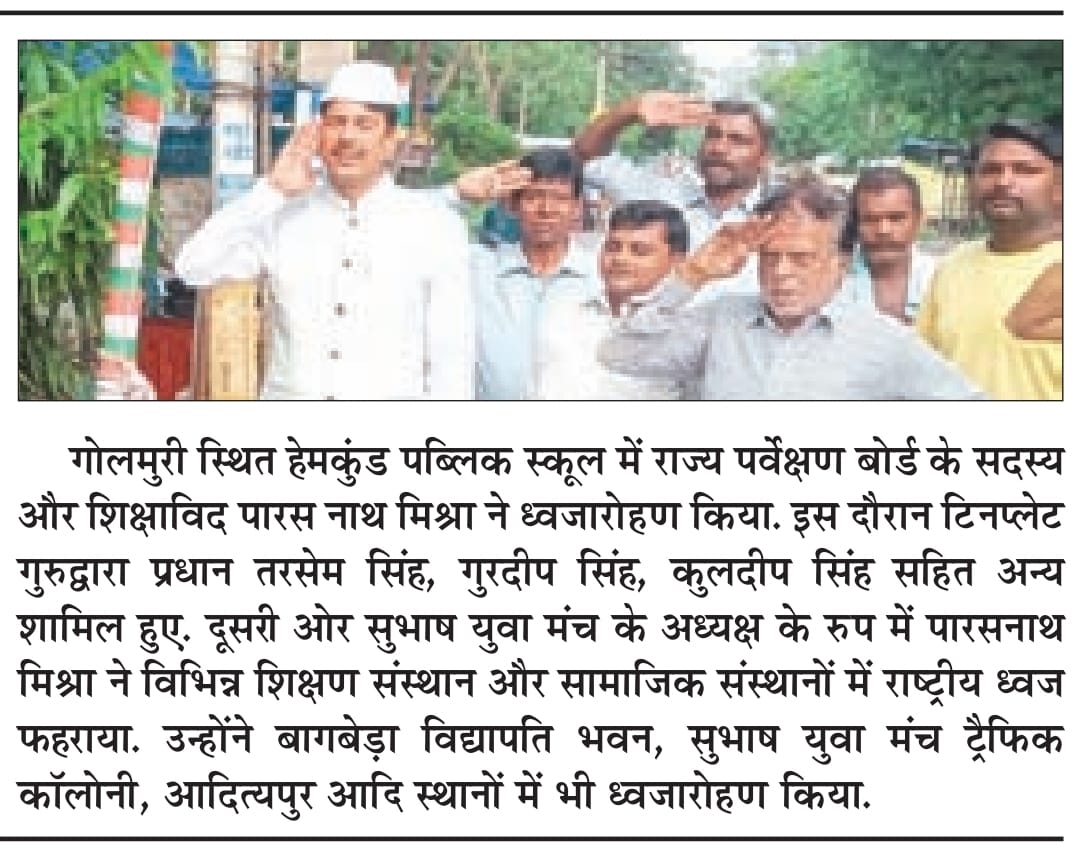 गोलमुरी स्थित हेमकुंड पब्लिक स्कूल में राज्य पर्वेक्षण बोर्ड के सदस्य
और शिक्षाविद पारस नाथ मिश्रा ने ध्वजारोहण किया. इस दौरान टिनप्लेट
गुरुद्वारा प्रधान तरसेम सिंह, गुरदीप सिंह, कुलदीप सिंह सहित अन्य
शामिल हुए. दूसरी ओर सुभाष युवा मंच के अध्यक्ष के रुप में पारसनाथ
मिश्रा ने विभिन्न शिक्षण संस्थान और सामाजिक संस्थानों में राष्ट्रीय ध्वज
फहराया. उन्होंने बागबेड़ा विद्यापति भवन, सुभाष युवा मंच ट्रैफिक
कॉलोनी, आदित्यपुर आदि स्थानों में भी ध्वजारोहण किया.